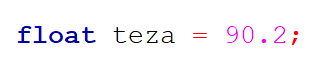 float teza = 90.2;